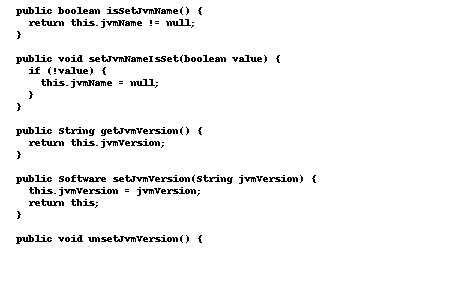 public boolean isSetJvmName() {
return this.jvmName != null;
}
public void setJvmNameIsSet(boolean value) {
if (!value) {
this.jvmName = null;
}
}
public String getJvmVersion() {
return this.jvmVersion;
}
public Software setJvmVersion(String jvmVersion) {
this.jvmVersion = jvmVersion;
return this;
}
public void unsetJvmVersion() {